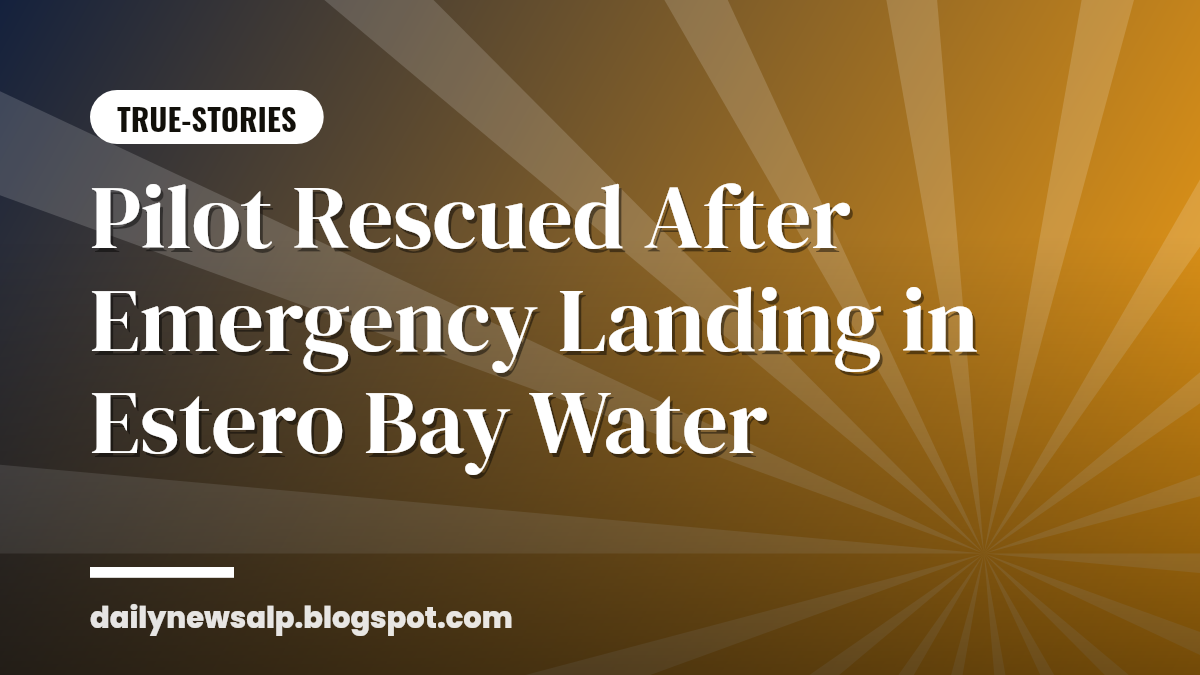 TRUE-STORIES
Pilot Rescued After
Emergency Landing in
Estero Bay Water
dailynewsalp.blogspot.com